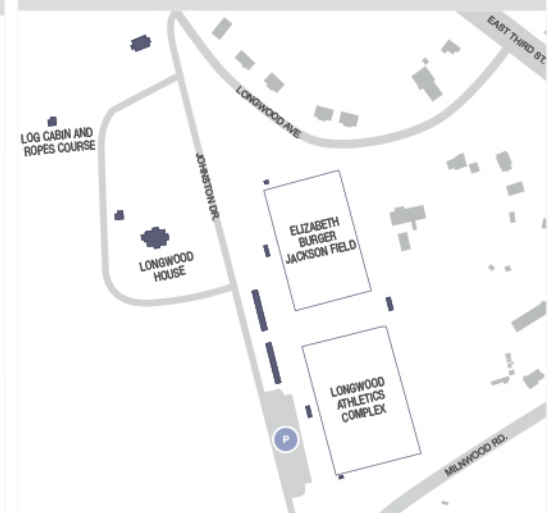 EAST THIRD ST.
LONGWOOD AVE.
LOG CABIN AND
ROPES COURSE
JOHNSTON DR.
ELIZABETH
BURGER
JACKSON FIELD
LONGWOOD
HOUSE
LONGWOOD
ATHLETICS
COMPLEX
P
MILNWOOD RD.